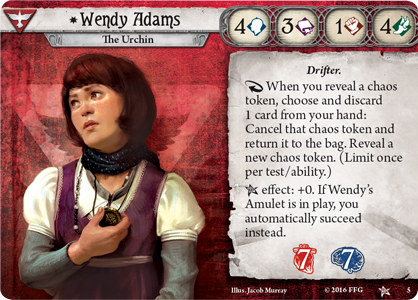 Wendy Adams
The Urchin
4 3 1 4
Drifter.
When you reveal a chaos
token, choose and discard
1 card from your hand:
Cancel that chaos token and
return it to the bag. Reveal a
new chaos token. (Limit once
per test/ability.)
effect: +0. If Wendy's
Amulet is in play, you
automatically succeed
instead.
7 7
Illus. Jacob Murray © 2016 FFG 5